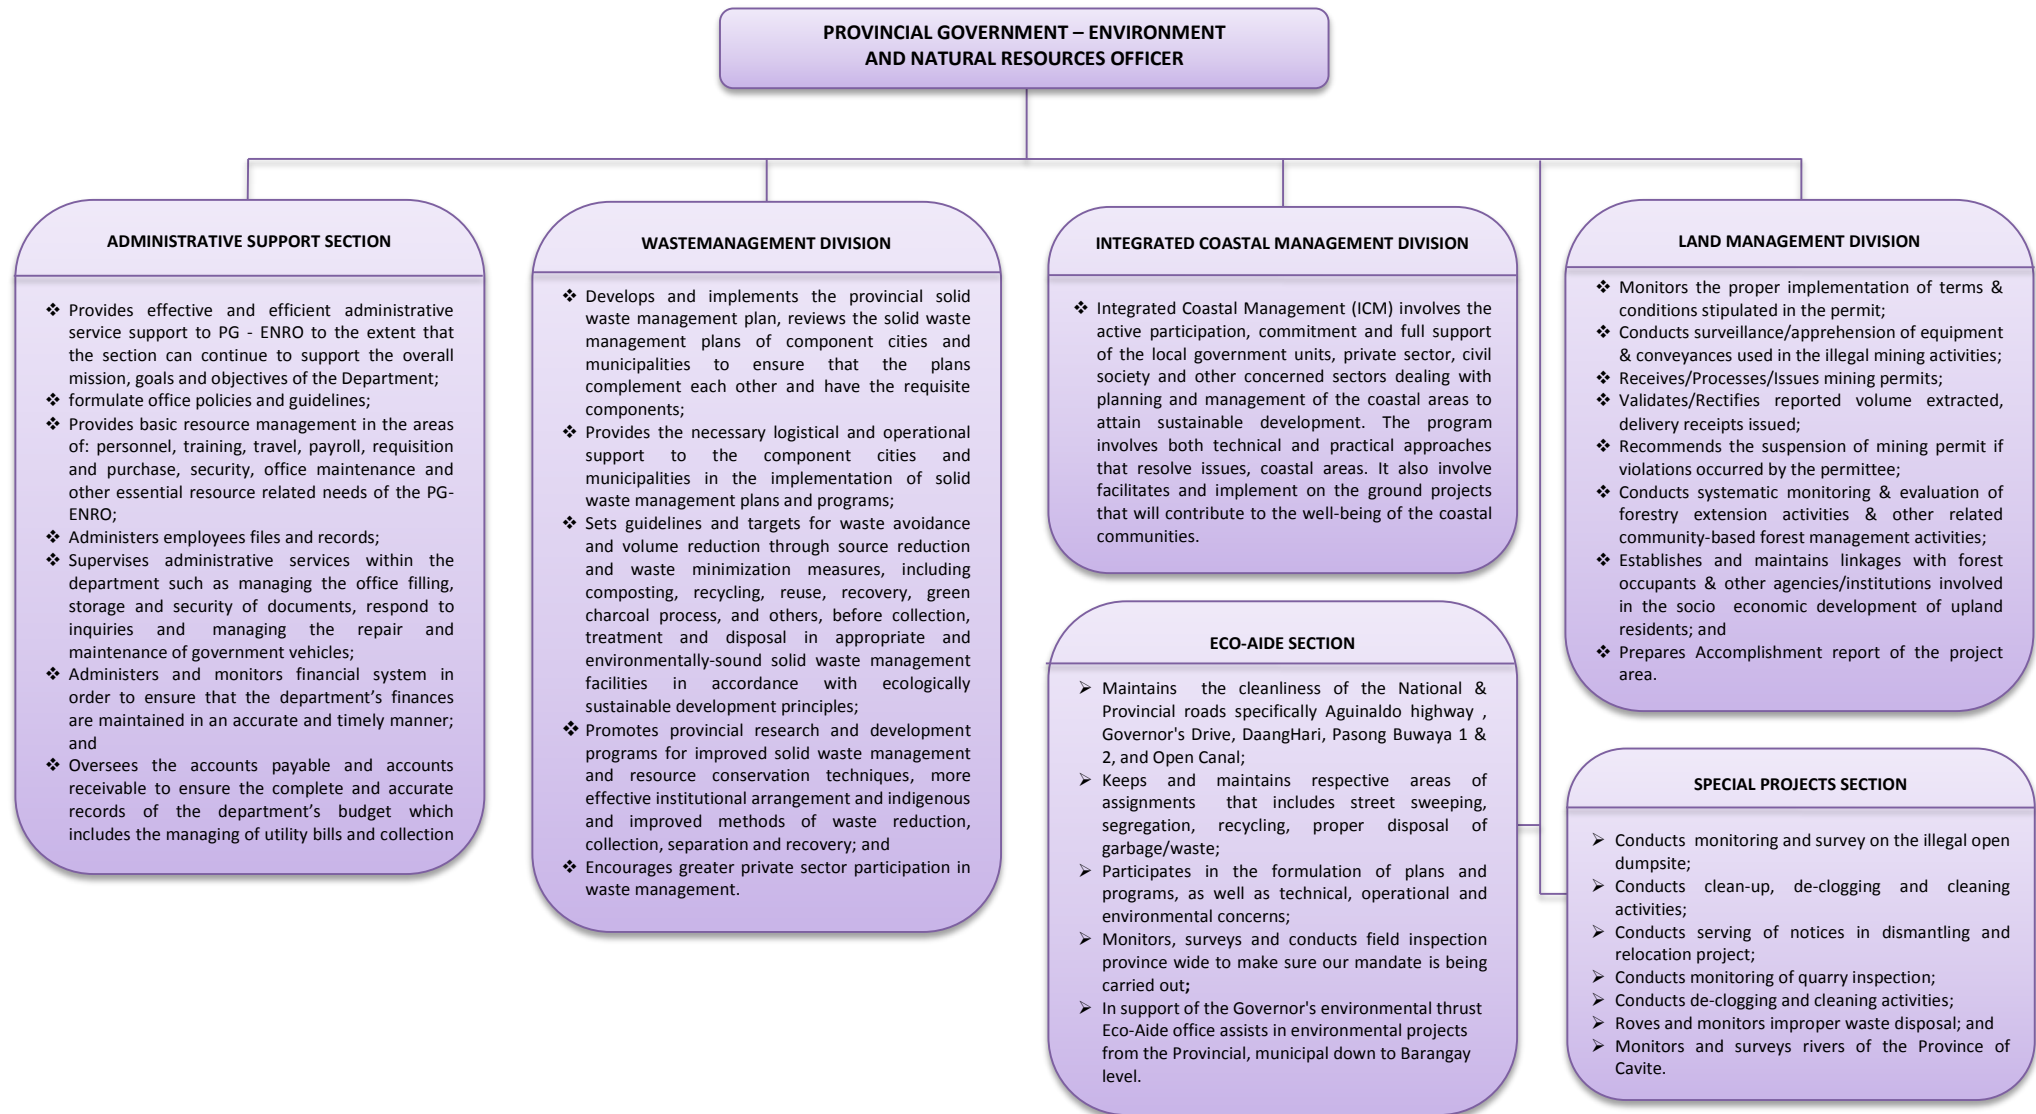 PROVINCIAL GOVERNMENT – ENVIRONMENT
AND NATURAL RESOURCES OFFICER
ADMINISTRATIVE SUPPORT SECTION
❖ Provides effective and efficient administrative
service support to PG - ENRO to the extent that
the section can continue to support the overall
mission, goals and objectives of the Department;
❖ formulate office policies and guidelines;
❖ Provides basic resource management in the areas
of: personnel, training, travel, payroll, requisition
and purchase, security, office maintenance and
other essential resource related needs of the PG-
ENRO;
❖ Administers employees files and records;
❖ Supervises administrative services within the
department such as managing the office filling,
storage and security of documents, respond to
inquiries and managing the repair and
maintenance of government vehicles;
❖ Administers and monitors financial system in
order to ensure that the department’s finances
are maintained in an accurate and timely manner;
and
❖ Oversees the accounts payable and accounts
receivable to ensure the complete and accurate
records of the department’s budget which
includes the managing of utility bills and collection
WASTEMANAGEMENT DIVISION
❖ Develops and implements the provincial solid
waste management plan, reviews the solid waste
management plans of component cities and
municipalities to ensure that the plans
complement each other and have the requisite
components;
❖ Provides the necessary logistical and operational
support to the component cities and
municipalities in the implementation of solid
waste management plans and programs;
❖ Sets guidelines and targets for waste avoidance
and volume reduction through source reduction
and waste minimization measures, including
composting, recycling, reuse, recovery, green
charcoal process, and others, before collection,
treatment and disposal in appropriate and
environmentally-sound solid waste management
facilities in accordance with ecologically
sustainable development principles;
❖ Promotes provincial research and development
programs for improved solid waste management
and resource conservation techniques, more
effective institutional arrangement and indigenous
and improved methods of waste reduction,
collection, separation and recovery; and
❖ Encourages greater private sector participation in
waste management.
INTEGRATED COASTAL MANAGEMENT DIVISION
❖ Integrated Coastal Management (ICM) involves the
active participation, commitment and full support
of the local government units, private sector, civil
society and other concerned sectors dealing with
planning and management of the coastal areas to
attain sustainable development. The program
involves both technical and practical approaches
that resolve issues, coastal areas. It also involve
facilitates and implement on the ground projects
that will contribute to the well-being of the coastal
communities.
ECO-AIDE SECTION
➢ Maintains the cleanliness of the National &
Provincial roads specifically Aguinaldo highway ,
Governor's Drive, DaangHari, Pasong Buwaya 1 &
2, and Open Canal;
➢ Keeps and maintains respective areas of
assignments that includes street sweeping,
segregation, recycling, proper disposal of
garbage/waste;
➢ Participates in the formulation of plans and
programs, as well as technical, operational and
environmental concerns;
➢ Monitors, surveys and conducts field inspection
province wide to make sure our mandate is being
carried out;
➢ In support of the Governor's environmental thrust
Eco-Aide office assists in environmental projects
from the Provincial, municipal down to Barangay
level.
LAND MANAGEMENT DIVISION
❖ Monitors the proper implementation of terms &
conditions stipulated in the permit;
❖ Conducts surveillance/apprehension of equipment
& conveyances used in the illegal mining activities;
❖ Receives/Processes/Issues mining permits;
❖ Validates/Rectifies reported volume extracted,
delivery receipts issued;
❖ Recommends the suspension of mining permit if
violations occurred by the permittee;
❖ Conducts systematic monitoring & evaluation of
forestry extension activities & other related
community-based forest management activities;
❖ Establishes and maintains linkages with forest
occupants & other agencies/institutions involved
in the socio economic development of upland
residents; and
❖ Prepares Accomplishment report of the project
area.
SPECIAL PROJECTS SECTION
➢ Conducts monitoring and survey on the illegal open
dumpsite;
➢ Conducts clean-up, de-clogging and cleaning
activities;
➢ Conducts serving of notices in dismantling and
relocation project;
➢ Conducts monitoring of quarry inspection;
➢ Conducts de-clogging and cleaning activities;
➢ Roves and monitors improper waste disposal; and
➢ Monitors and surveys rivers of the Province of
Cavite.